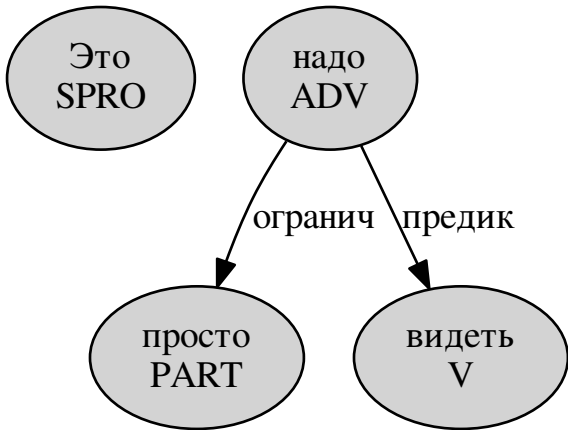 Это
SPRO
надо
ADV
огранич
предик
просто
PART
видеть
V